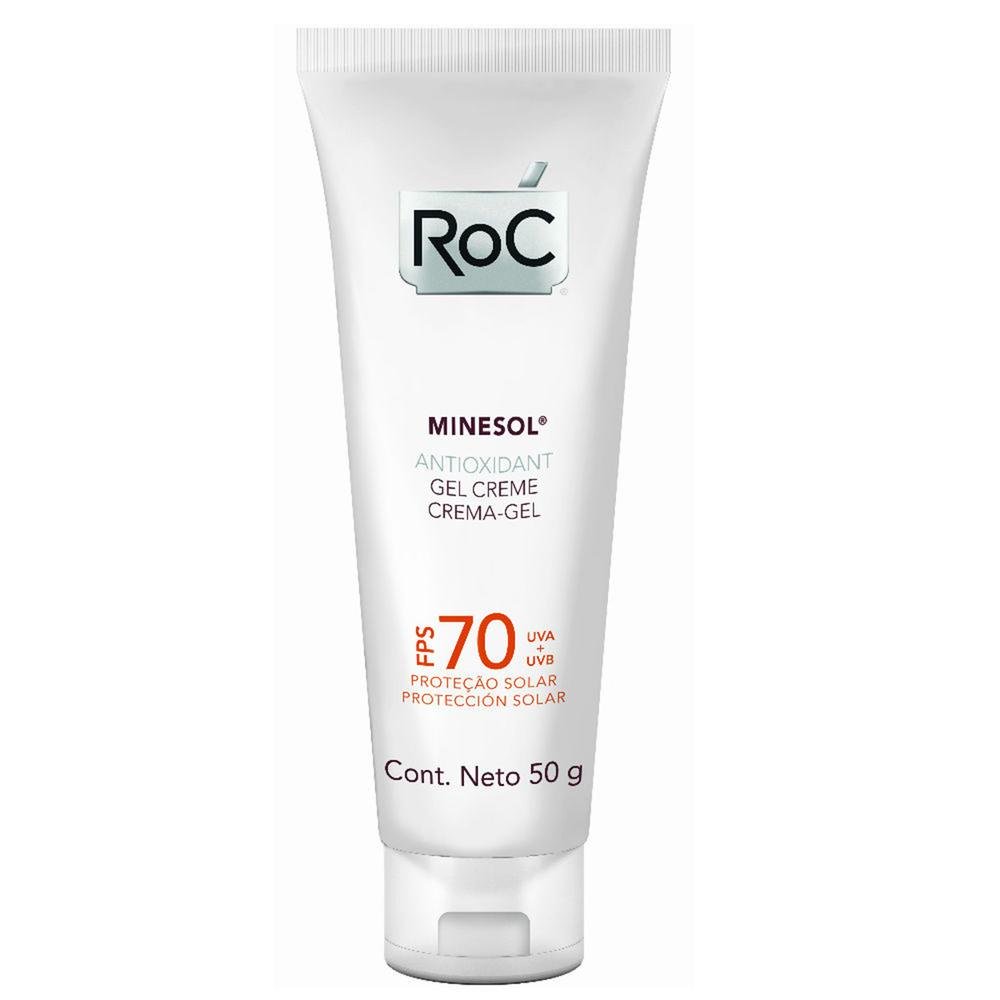 RoC
®
MINESOL®
ANTIOXIDANT
GEL CREME
CREMA-GEL
FPS 70 UVA + UVB
PROTEÇÃO SOLAR
PROTECCIÓN SOLAR
Cont. Neto 50 g